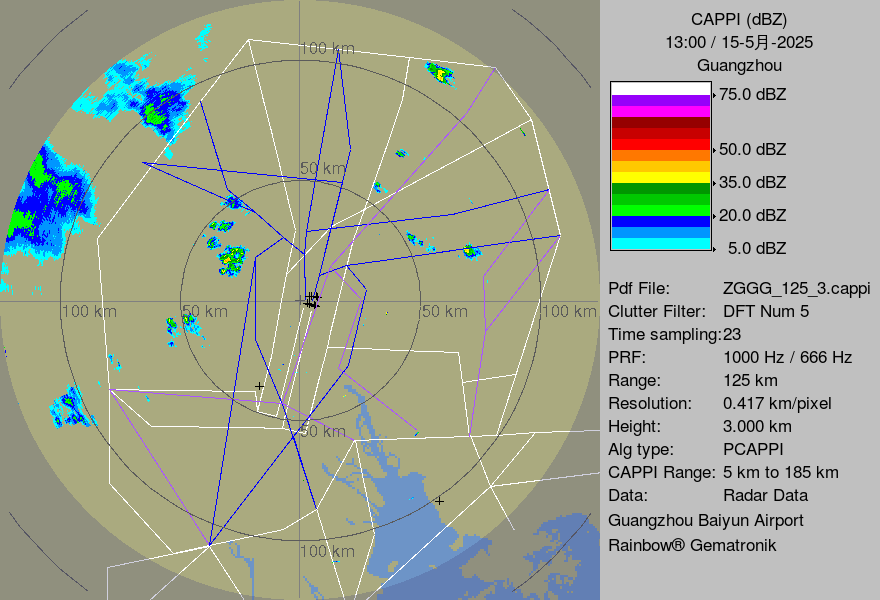 CAPPI (dBZ)
13:00 / 15-5月-2025
Guangzhou
75.0 dBZ
50.0 dBZ
35.0 dBZ
20.0 dBZ
5.0 dBZ
Pdf File: ZGGG_125_3.cappi
Clutter Filter: DFT Num 5
Time sampling:23
PRF: 1000 Hz / 666 Hz
Range: 125 km
Resolution: 0.417 km/pixel
Height: 3.000 km
Alg type: PCAPPI
CAPPI Range: 5 km to 185 km
Data: Radar Data
Guangzhou Baiyun Airport
Rainbow® Gematronik
100 km
50 km
100 km
50 km
50 km
100 km
50 km
100 km